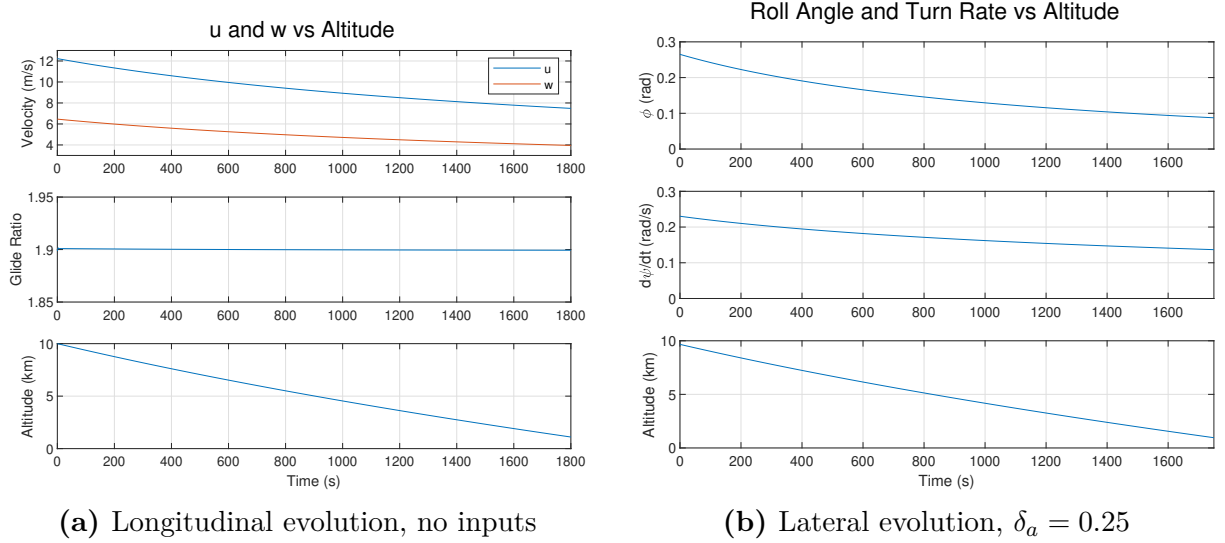 u and w vs Altitude
Velocity (m/s)
12
10
8
6
4
u
w
0 200 400 600 800 1000 1200 1400 1600 1800
Glide Ratio
1.95
1.9
1.85
0 200 400 600 800 1000 1200 1400 1600 1800
Altitude (km)
10
5
0
0 200 400 600 800 1000 1200 1400 1600 1800
Time (s)
(a) Longitudinal evolution, no inputs
Roll Angle and Turn Rate vs Altitude
ϕ (rad)
0.3
0.2
0.1
0
0 200 400 600 800 1000 1200 1400 1600
dψ/dt (rad/s)
0.3
0.2
0.1
0
0 200 400 600 800 1000 1200 1400 1600
Altitude (km)
10
5
0
0 200 400 600 800 1000 1200 1400 1600
Time (s)
(b) Lateral evolution, δₐ = 0.25